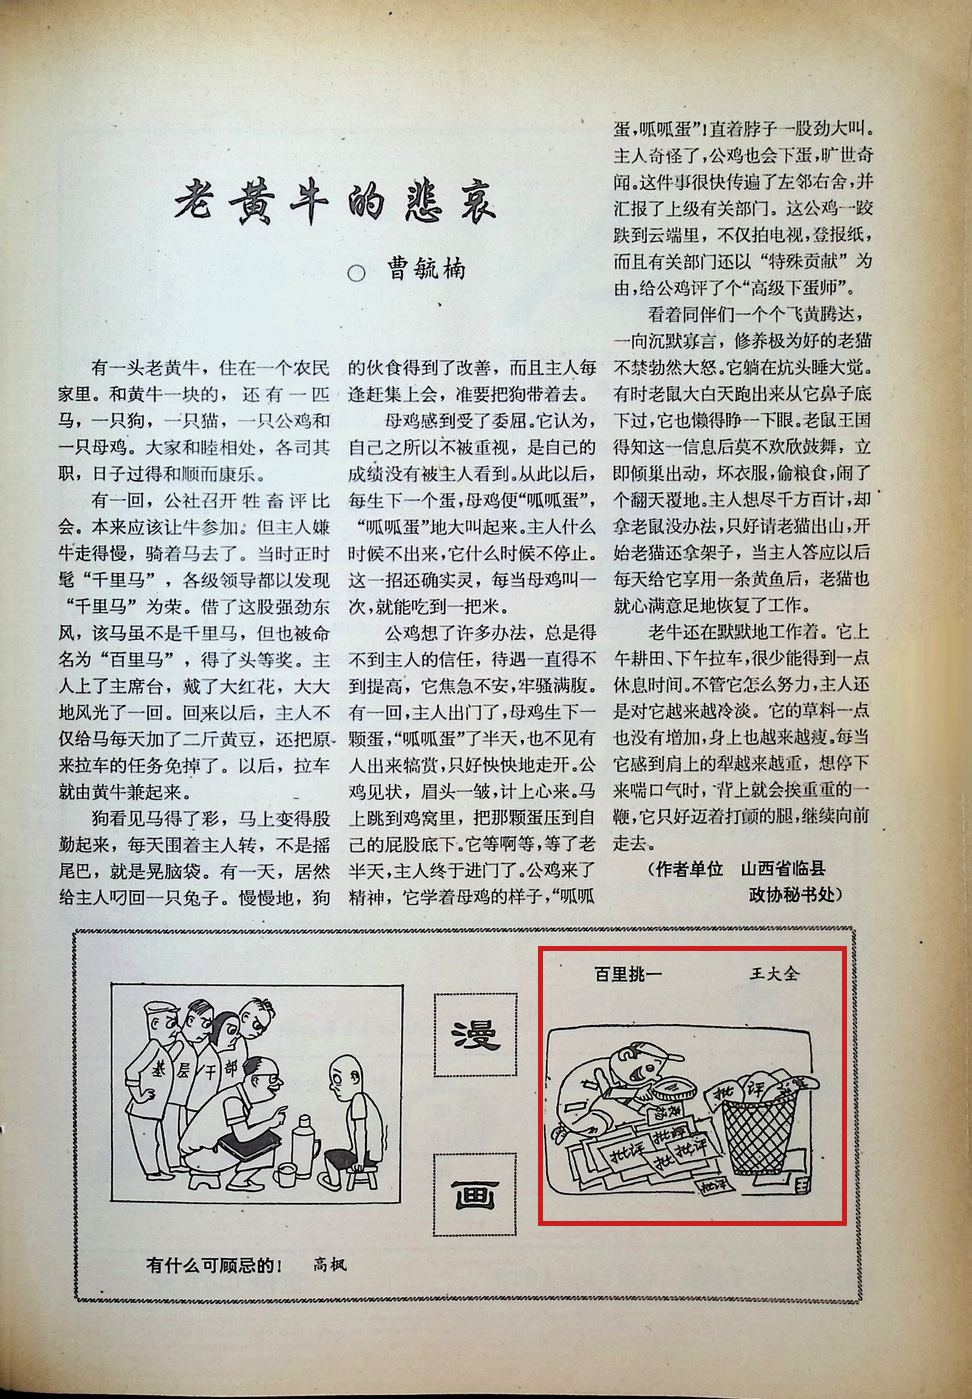 老黄牛的悲哀
○ 曹毓楠
有一头老黄牛，住在一个农民
家里。和黄牛一块的，还有一匹
马，一只狗，一只猫，一只公鸡和
一只母鸡。大家和睦相处，各司其
职，日子过得和顺而康乐。
有一回，公社召开牲畜评比
会。本来应该让牛参加。但主人嫌
牛走得慢，骑着马去了。当时正时
髦“千里马”，各级领导都以发现
“千里马”为荣。借了这股强劲东
风，该马虽不是千里马，但也被命
名为“百里马”，得了头等奖。主
人上了主席台，戴了大红花，大大
地风光了一回。回来以后，主人不
仅给马每天加了二斤黄豆，还把原
来拉车的任务免掉了。以后，拉车
就由黄牛兼起来。
狗看见马得了彩，马上变得殷
勤起来，每天围着主人转，不是摇
尾巴，就是晃脑袋。有一天，居然
给主人叼回一只兔子。慢慢地，狗
的伙食得到了改善，而且主人每
逢赶集上会，准要把狗带着去。
母鸡感到受了委屈。它认为，
自己之所以不被重视，是自己的
成绩没有被主人看到。从此以后，
每生下一个蛋，母鸡便“呱呱蛋”，
“呱呱蛋”地大叫起来。主人什么
时候不出来，它什么时候不停止。
这一招还确实灵，每当母鸡叫一
次，就能吃到一把米。
公鸡想了许多办法，总是得
不到主人的信任，待遇一直得不
到提高，它焦急不安，牢骚满腹。
有一回，主人出门了，母鸡生下一
颗蛋，“呱呱蛋”了半天，也不见有
人出来犒赏，只好怏怏地走开。公
鸡见状，眉头一皱，计上心来。马
上跳到鸡窝里，把那颗蛋压到自
己的屁股底下。它等啊等，等了老
半天，主人终于进门了。公鸡来了
精神，它学着母鸡的样子，“呱呱
蛋，呱呱蛋”！直着脖子一股劲大叫。
主人奇怪了，公鸡也会下蛋，旷世奇
闻。这件事很快传遍了左邻右舍，并
汇报了上级有关部门。这公鸡一跤
跌到云端里，不仅拍电视，登报纸，
而且有关部门还以“特殊贡献”为
由，给公鸡评了个“高级下蛋师”。
看着同伴们一个个飞黄腾达，
一向沉默寡言，修养极为好的老猫
不禁勃然大怒。它躺在炕头睡大觉。
有时老鼠大白天跑出来从它鼻子底
下过，它也懒得睁一下眼。老鼠王国
得知这一信息后莫不欢欣鼓舞，立
即倾巢出动，坏衣服，偷粮食，闹了
个翻天覆地。主人想尽千方百计，却
拿老鼠没办法，只好请老猫出山，开
始老猫还拿架子，当主人答应以后
每天给它享用一条黄鱼后，老猫也
就心满意足地恢复了工作。
老牛还在默默地工作着。它上
午耕田、下午拉车，很少能得到一点
休息时间。不管它怎么努力，主人还
是对它越来越冷淡。它的草料一点
也没有增加，身上也越来越瘦。每当
它感到肩上的犁越来越重，想停下
来喘口气时，背上就会挨重重的一
鞭，它只好迈着打颤的腿，继续向前
走去。
（作者单位 山西省临县
政协秘书处）
基层干部
有什么可顾忌的！ 高枫
漫
画
百里挑一 王大全
批评
批评
批评
批
批评
批评
王